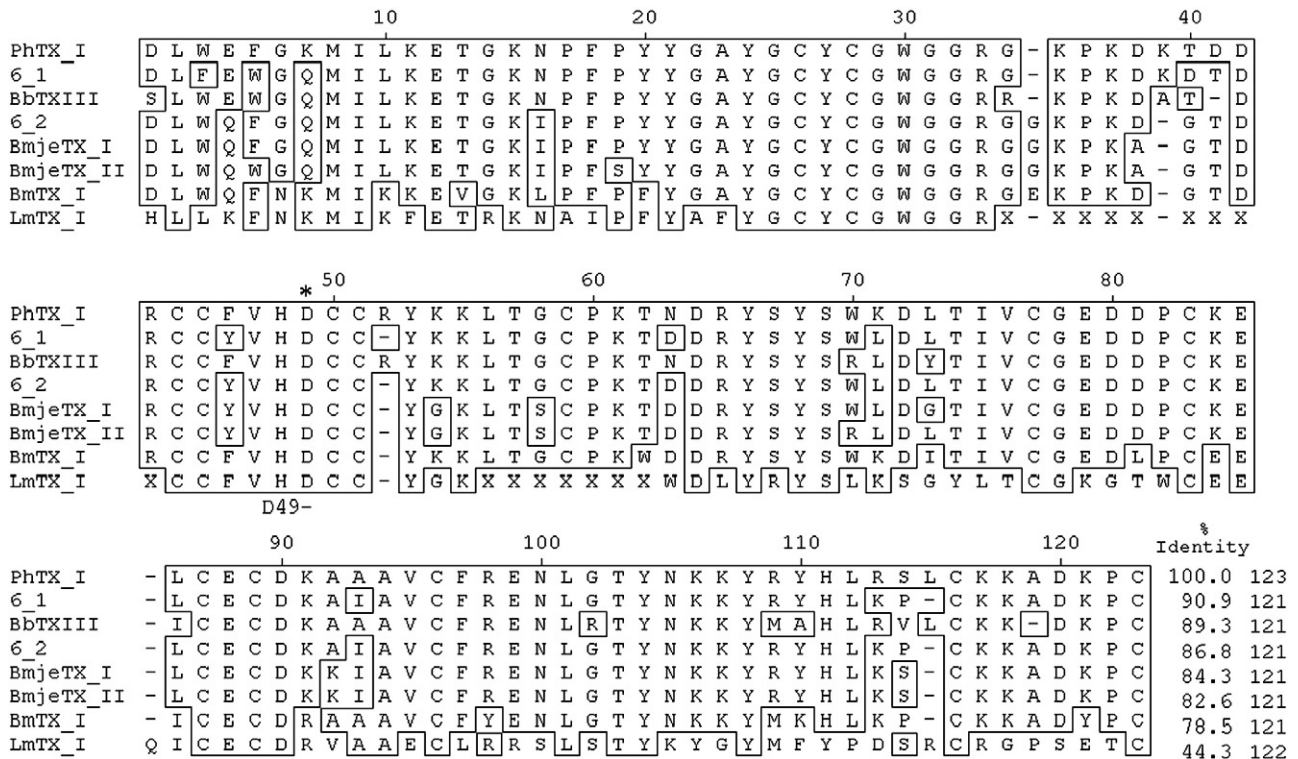 10 20 30 40
PhTX_I D L W E F G K M I L K E T G K N P F P Y Y G A Y G C Y C G W G G R G - K P K D K T D D
6_1 D L F E W G Q M I L K E T G K N P F P Y Y G A Y G C Y C G W G G R G - K P K D K D T D
BbTXIII S L W E W G Q M I L K E T G K N P F P Y Y G A Y G C Y C G W G G R R - K P K D A T - D
6_2 D L W Q F G Q M I L K E T G K I P F P Y Y G A Y G C Y C G W G G R G G K P K D - G T D
BmjeTX_I D L W Q F G Q M I L K E T G K I P F P Y Y G A Y G C Y C G W G G R G G K P K A - G T D
BmjeTX_II D L W Q W G Q M I L K E T G K I P F S Y Y G A Y G C Y C G W G G R G G K P K A - G T D
BmTX_I D L W Q F N K M I K K E V G K L P F P F Y G A Y G C Y C G W G G R G E K P K D - G T D
LmTX_I H L L K F N K M I K F E T R K N A I P F Y A F Y G C Y C G W G G R X - X X X X - X X X
* 50 60 70 80
PhTX_I R C C F V H D C C R Y K K L T G C P K T N D R Y S Y S W K D L T I V C G E D D P C K E
6_1 R C C Y V H D C C - Y K K L T G C P K T D D R Y S Y S W L D L T I V C G E D D P C K E
BbTXIII R C C F V H D C C R Y K K L T G C P K T N D R Y S Y S R L D Y T I V C G E D D P C K E
6_2 R C C Y V H D C C - Y K K L T G C P K T D D R Y S Y S W L D L T I V C G E D D P C K E
BmjeTX_I R C C Y V H D C C - Y G K L T S C P K T D D R Y S Y S W L D G T I V C G E D D P C K E
BmjeTX_II R C C Y V H D C C - Y G K L T S C P K T D D R Y S Y S R L D L T I V C G E D D P C K E
BmTX_I R C C F V H D C C - Y K K L T G C P K W D D R Y S Y S W K D I T I V C G E D L P C E E
LmTX_I X C C F V H D C C - Y G K X X X X X X X W D L Y R Y S L K S G Y L T C G K G T W C E E
D49-
90 100 110 120 % Identity
PhTX_I - L C E C D K A A A V C F R E N L G T Y N K K Y R Y H L R S L C K K A D K P C 100.0 123
6_1 - L C E C D K A I A V C F R E N L G T Y N K K Y R Y H L K P - C K K A D K P C 90.9 121
BbTXIII - I C E C D K A A A V C F R E N L R T Y N K K Y M A H L R V L C K K - D K P C 89.3 121
6_2 - L C E C D K A I A V C F R E N L G T Y N K K Y R Y H L K P - C K K A D K P C 86.8 121
BmjeTX_I - L C E C D K K I A V C F R E N L G T Y N K K Y R Y H L K S - C K K A D K P C 84.3 121
BmjeTX_II - L C E C D K K I A V C F R E N L G T Y N K K Y R Y H L K S - C K K A D K P C 82.6 121
BmTX_I - I C E C D R A A A V C F Y E N L G T Y N K K Y M K H L K P - C K K A D Y P C 78.5 121
LmTX_I Q I C E C D R V A A E C L R R S L S T Y K Y G Y M F Y P D S R C R G P S E T C 44.3 122